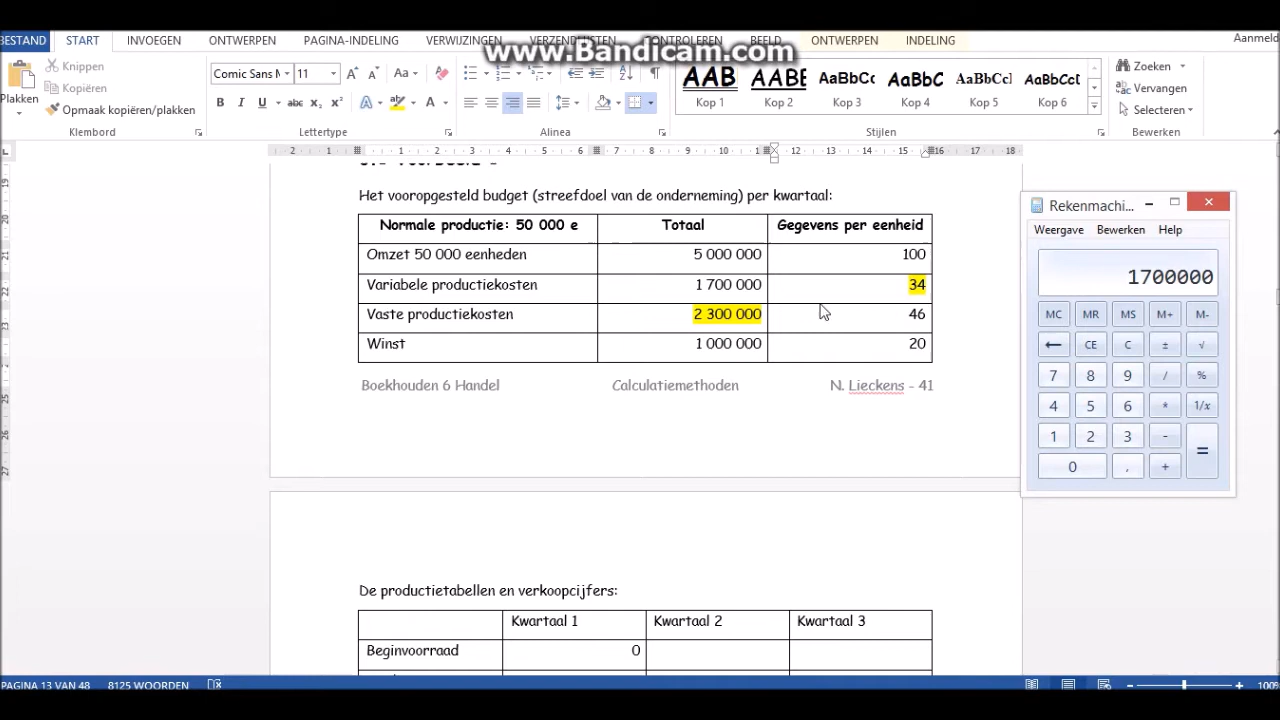 www.Bandicam.com
BESTAND START INVOEGEN ONTWERPEN PAGINA-INDELING VERWIJZINGEN VERZENDLIJSTEN CONTROLEREN BEELD ONTWERPEN INDELING Aanmeld
Plakken
Knippen
Kopiëren
Opmaak kopiëren/plakken
Klembord
Comic Sans M 11
Lettertype
Alinea
AAB AABE AaBbCc AaBbC AaBbCc AaBbCcI
Kop 1 Kop 2 Kop 3 Kop 4 Kop 5 Kop 6
Stijlen
Zoeken
Vervangen
Selecteren
Bewerken
Het vooropgesteld budget (streefdoel van de onderneming) per kwartaal:
Normale productie: 50 000 e Totaal Gegevens per eenheid
Omzet 50 000 eenheden 5 000 000 100
Variabele productiekosten 1 700 000 34
Vaste productiekosten 2 300 000 46
Winst 1 000 000 20
Boekhouden 6 Handel Calculatiemethoden N. Lieckens - 41
De productietabellen en verkoopcijfers:
Kwartaal 1 Kwartaal 2 Kwartaal 3
Beginvoorraad 0
Rekenmachi...
Weergave Bewerken Help
1700000
MC MR MS M+ M-
← CE C ± √
7 8 9 / %
4 5 6 * 1/x
1 2 3 - =
0 , +
PAGINA 13 VAN 48 8125 WOORDEN 100%